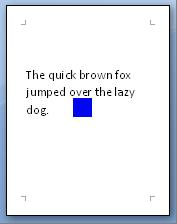 The quick brown fox
jumped over the lazy
dog.